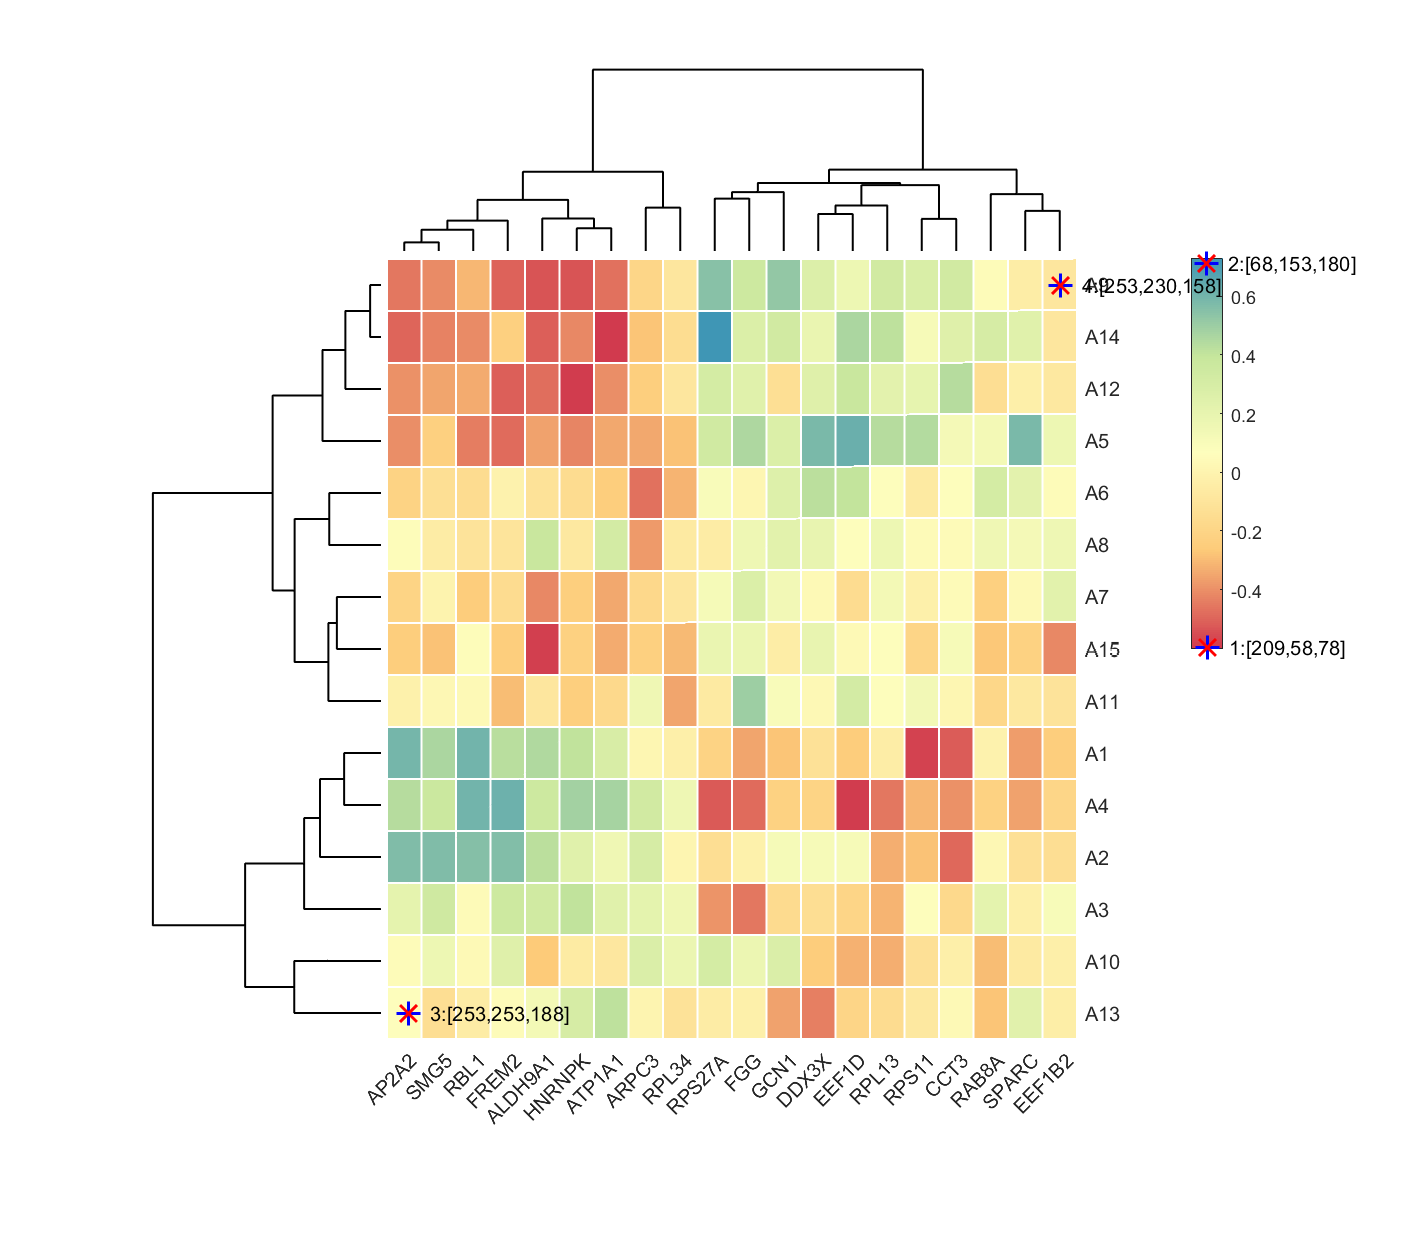 2:[68,153,180]
A9
4:[253,230,158]
0.6
A14
0.4
A12
0.2
A5
0
A6
-0.2
A8
-0.4
A7
A15
1:[209,58,78]
A11
A1
A4
A2
A3
A10
3:[253,253,188]
A13
AP2A2
SMG5
RBL1
FREM2
ALDH9A1
HNRNPK
ATP1A1
ARPC3
RPL34
RPS27A
FGG
GCN1
DDX3X
EEF1D
RPL13
RPS11
CCT3
RAB8A
SPARC
EEF1B2